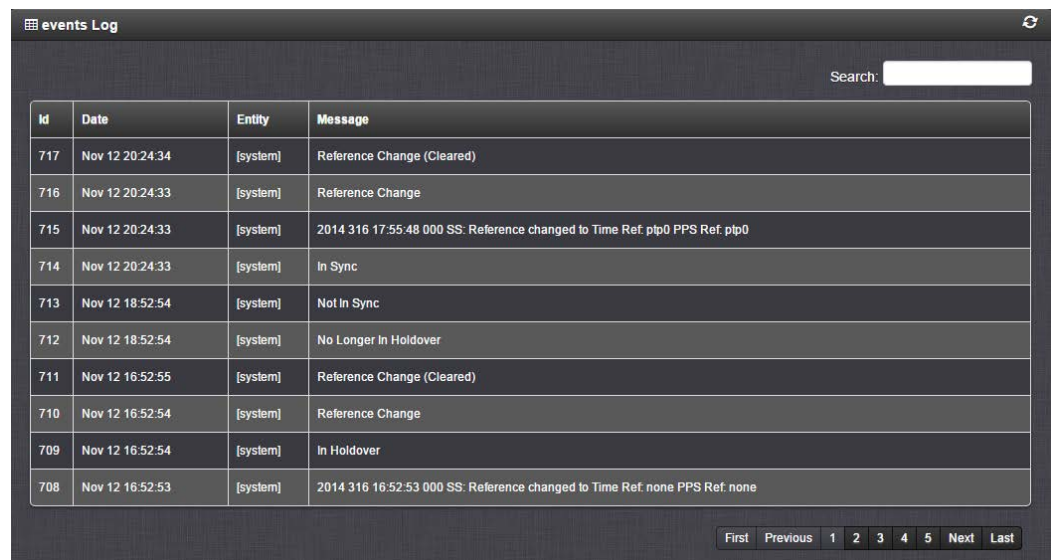 events Log
Search:
Id Date Entity Message
717 Nov 12 20:24:34 [system] Reference Change (Cleared)
716 Nov 12 20:24:33 [system] Reference Change
715 Nov 12 20:24:33 [system] 2014 316 17:55:48 000 SS: Reference changed to Time Ref: ptp0 PPS Ref: ptp0
714 Nov 12 20:24:33 [system] In Sync
713 Nov 12 18:52:54 [system] Not In Sync
712 Nov 12 18:52:54 [system] No Longer In Holdover
711 Nov 12 16:52:55 [system] Reference Change (Cleared)
710 Nov 12 16:52:54 [system] Reference Change
709 Nov 12 16:52:54 [system] In Holdover
708 Nov 12 16:52:53 [system] 2014 316 16:52:53 000 SS: Reference changed to Time Ref: none PPS Ref: none
First Previous 1 2 3 4 5 Next Last